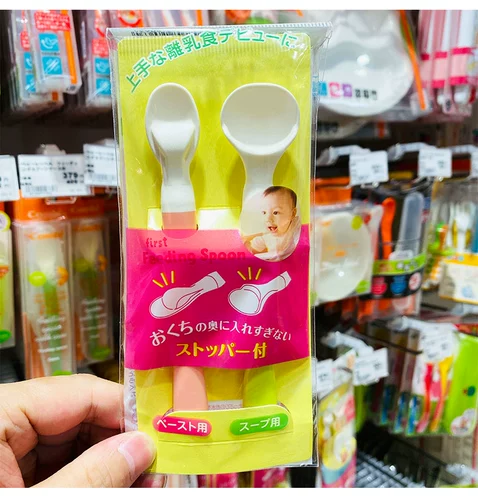 上手な離乳食デビューに
first
Feeding Spoon
おくちの奥に入れすぎない
ストッパー付
ペースト用
スープ用
379